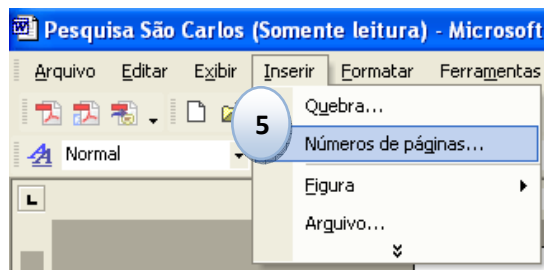 Pesquisa São Carlos (Somente leitura) - Microsoft
Arquivo Editar Exibir Inserir Formatar Ferramentas
5
Quebra...
Números de páginas...
Normal
Figura
Arquivo...